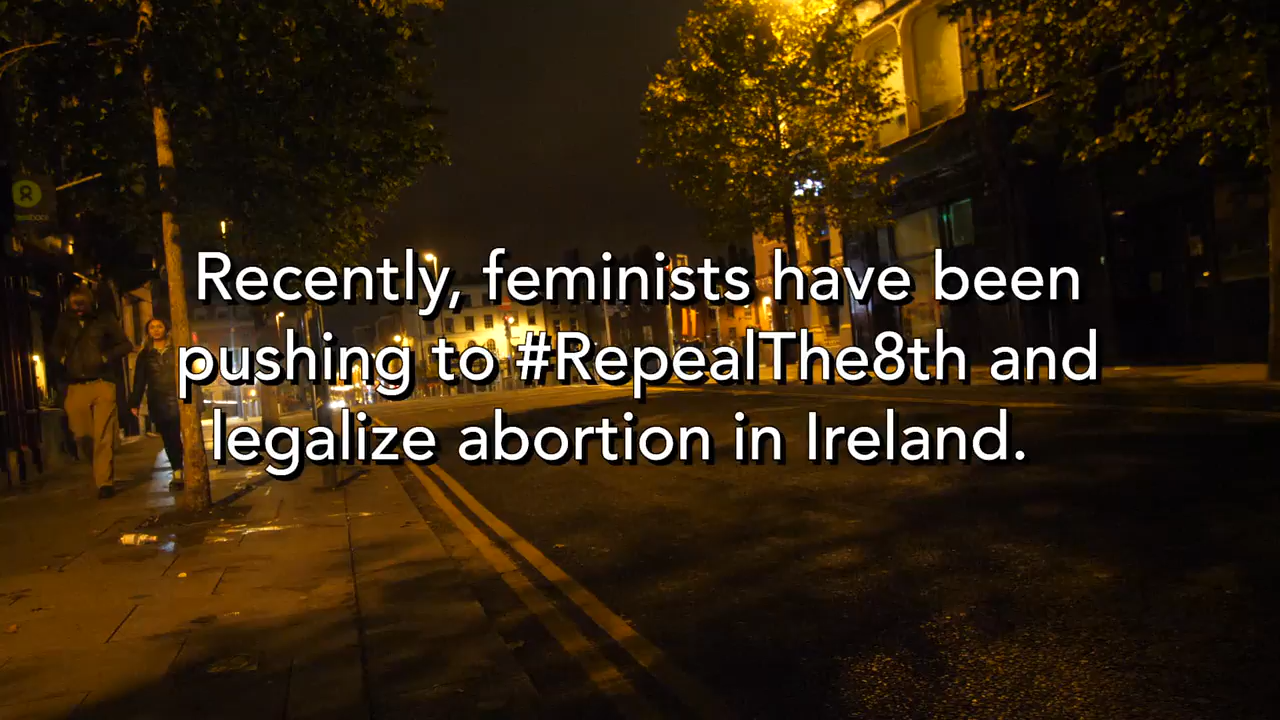 Recently, feminists have been
pushing to #RepealThe8th and
legalize abortion in Ireland.